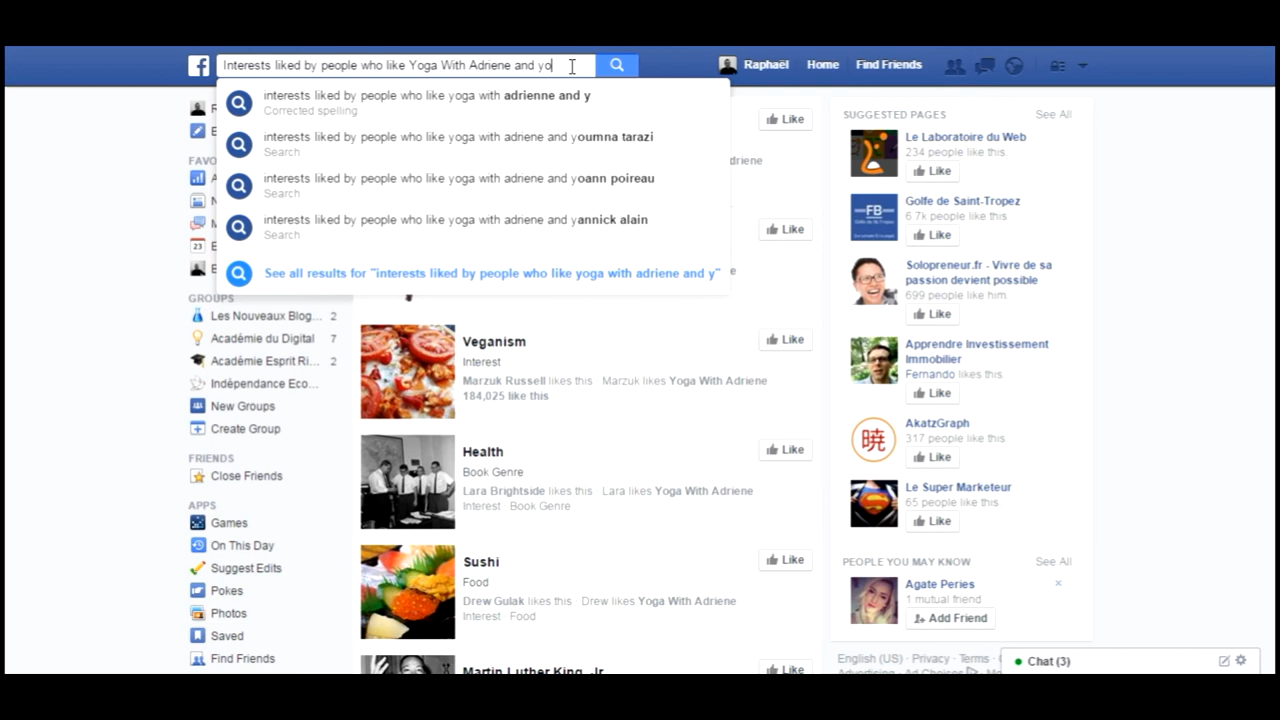 Interests liked by people who like Yoga With Adriene and yo
Raphaël
Home
Find Friends
interests liked by people who like yoga with adrienne and y
Corrected spelling
interests liked by people who like yoga with adriene and youmna tarazi
Search
interests liked by people who like yoga with adriene and yoann poireau
Search
interests liked by people who like yoga with adriene and yannick alain
Search
See all results for "interests liked by people who like yoga with adriene and y"
23
GROUPS
Les Nouveaux Blog... 2
Académie du Digital 7
Académie Esprit Ri... 2
Indépendance Eco...
New Groups
Create Group
FRIENDS
Close Friends
APPS
Games
On This Day
Suggest Edits
Pokes
Photos
Saved
Find Friends
Like
Like
Veganism
Interest
Marzuk Russell likes this · Marzuk likes Yoga With Adriene
184,025 like this
Like
Health
Book Genre
Lara Brightside likes this · Lara likes Yoga With Adriene
Interest · Book Genre
Like
Sushi
Food
Drew Gulak likes this · Drew likes Yoga With Adriene
Interest · Food
Like
Martin Luther King, Jr.
Like
SUGGESTED PAGES
See All
Le Laboratoire du Web
234 people like this.
Like
FB
Golfe de Saint-Tropez
6.7k people like this
Like
Solopreneur.fr - Vivre de sa
passion devient possible
699 people like him.
Like
Apprendre Investissement
Immobilier
Fernando likes this.
Like
暁
AkatzGraph
317 people like this.
Like
Le Super Marketeur
65 people like this.
Like
PEOPLE YOU MAY KNOW
See All
Agate Peries
1 mutual friend
Add Friend
English (US) · Privacy · Terms ·
Advertising · Ad Choices
Chat (3)